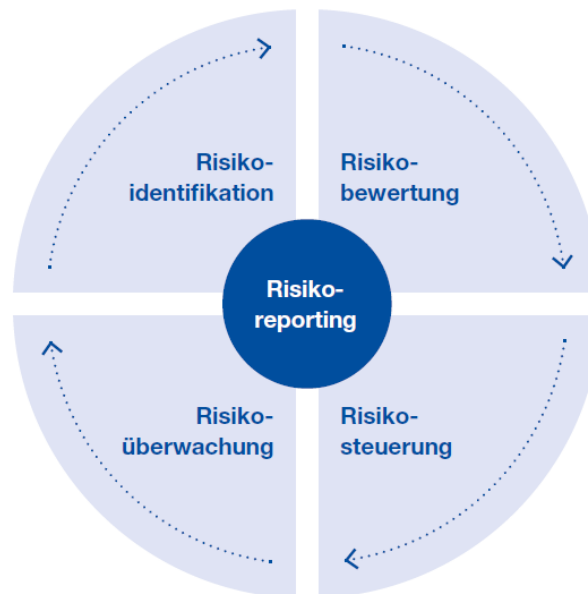 Risiko-
identifikation
Risiko-
bewertung
Risiko-
reporting
Risiko-
überwachung
Risiko-
steuerung